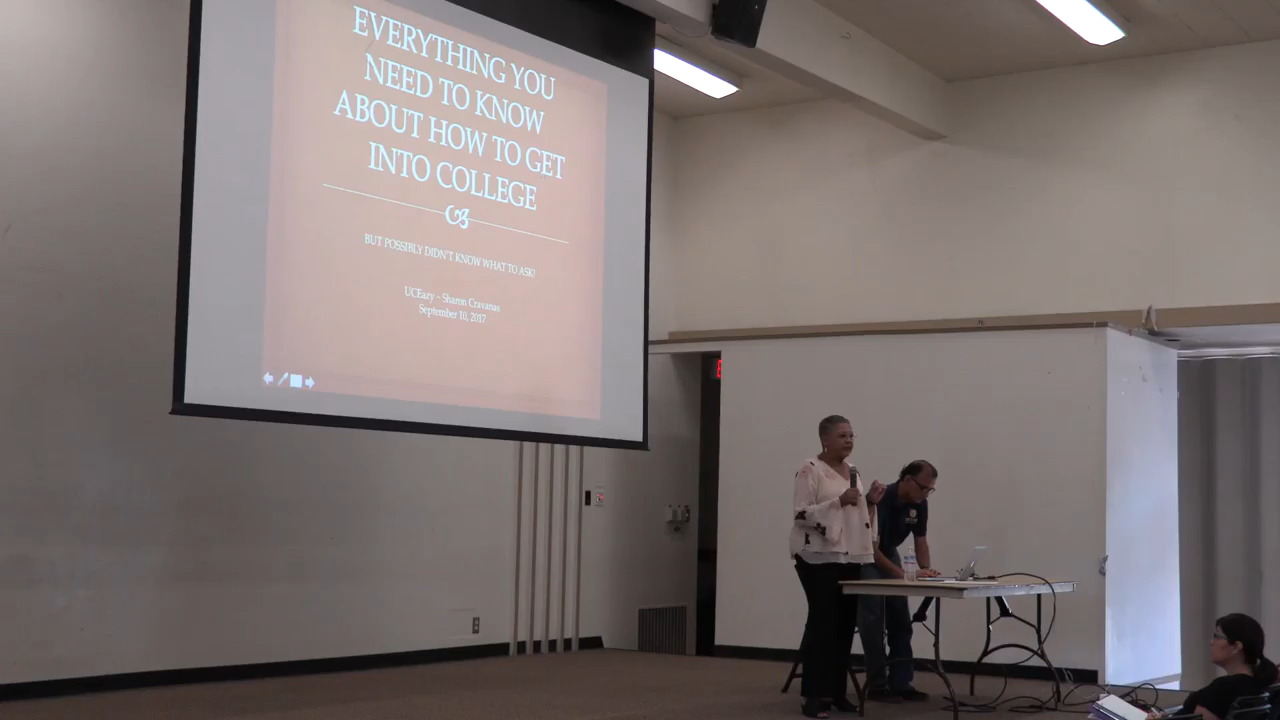 EVERYTHING YOU
NEED TO KNOW
ABOUT HOW TO GET
INTO COLLEGE
BUT POSSIBLY DIDN'T KNOW WHAT TO ASK!
UCEazy – Sharon Cravanas
September 10, 2017